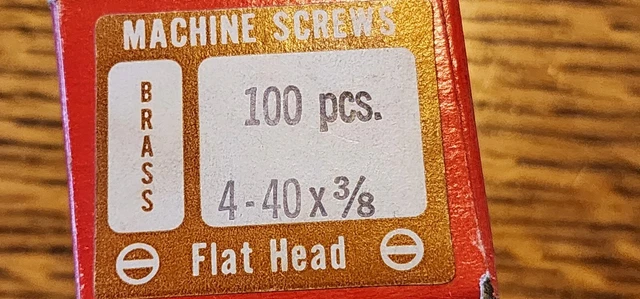 MACHINE SCREWS
BRASS
100 pcs.
4-40 x 3/8
Flat Head